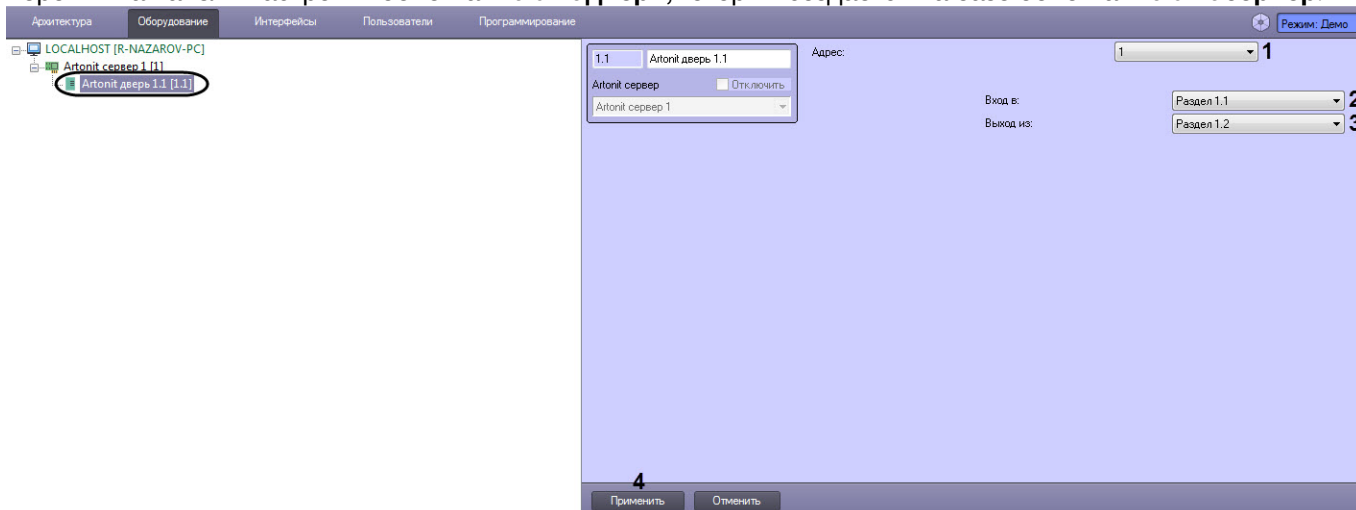 Архитектура Оборудование Интерфейсы Пользователи Программирование Режим: Демо
LOCALHOST [R-NAZAROV-PC]
Artonit сервер 1 [1]
Artonit дверь 1.1 [1.1]
1.1 Artonit дверь 1.1
Artonit сервер Отключить
Artonit сервер 1
Адрес: 1 1
Вход в: Раздел 1.1 2
Выход из: Раздел 1.2 3
4
Применить Отменить